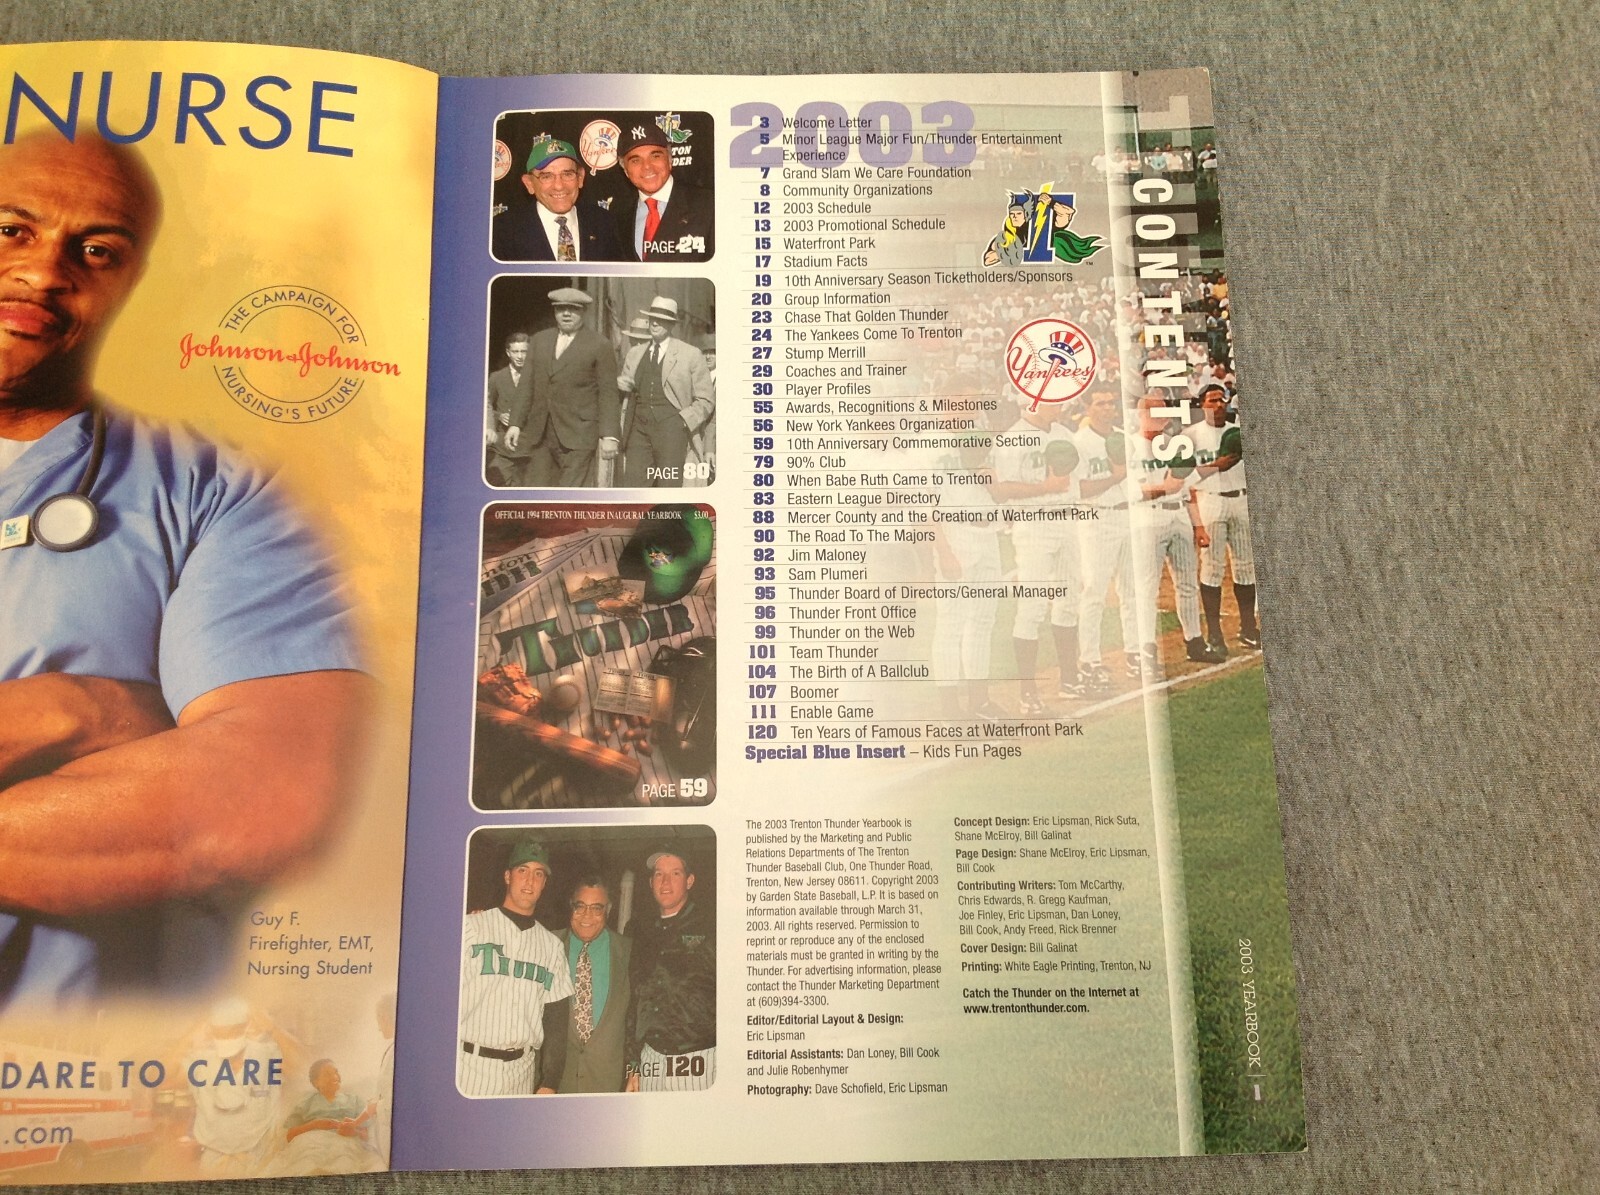 NURSE
THE CAMPAIGN FOR
Johnson & Johnson
NURSING'S FUTURE
Guy F.
Firefighter, EMT,
Nursing Student
DARE TO CARE
.com
PAGE 24
PAGE 80
OFFICIAL 1994 TRENTON THUNDER INAUGURAL YEARBOOK $3.00
PAGE 59
PAGE 120
2003
CONTENTS
3 Welcome Letter
5 Minor League Major Fun/Thunder Entertainment
Experience
7 Grand Slam We Care Foundation
8 Community Organizations
12 2003 Schedule
13 2003 Promotional Schedule
15 Waterfront Park
17 Stadium Facts
19 10th Anniversary Season Ticketholders/Sponsors
20 Group Information
23 Chase That Golden Thunder
24 The Yankees Come To Trenton
27 Stump Merrill
29 Coaches and Trainer
30 Player Profiles
55 Awards, Recognitions & Milestones
56 New York Yankees Organization
59 10th Anniversary Commemorative Section
79 90% Club
80 When Babe Ruth Came to Trenton
83 Eastern League Directory
88 Mercer County and the Creation of Waterfront Park
90 The Road To The Majors
92 Jim Maloney
93 Sam Plumeri
95 Thunder Board of Directors/General Manager
96 Thunder Front Office
99 Thunder on the Web
101 Team Thunder
104 The Birth of A Ballclub
107 Boomer
111 Enable Game
120 Ten Years of Famous Faces at Waterfront Park
Special Blue Insert – Kids Fun Pages
Yankees
The 2003 Trenton Thunder Yearbook is
published by the Marketing and Public
Relations Departments of The Trenton
Thunder Baseball Club, One Thunder Road,
Trenton, New Jersey 08611. Copyright 2003
by Garden State Baseball, L.P. It is based on
information available through March 31,
2003. All rights reserved. Permission to
reprint or reproduce any of the enclosed
materials must be granted in writing by the
Thunder. For advertising information, please
contact the Thunder Marketing Department
at (609)394-3300.
Editor/Editorial Layout & Design:
Eric Lipsman
Editorial Assistants: Dan Loney, Bill Cook
and Julie Robenhymer
Photography: Dave Schofield, Eric Lipsman
Concept Design: Eric Lipsman, Rick Suta,
Shane McElroy, Bill Galinat
Page Design: Shane McElroy, Eric Lipsman,
Bill Cook
Contributing Writers: Tom McCarthy,
Chris Edwards, R. Gregg Kaufman,
Joe Finley, Eric Lipsman, Dan Loney,
Bill Cook, Andy Freed, Rick Brenner
Cover Design: Bill Galinat
Printing: White Eagle Printing, Trenton, NJ
Catch the Thunder on the Internet at
www.trentonthunder.com.
2003 YEARBOOK | 1